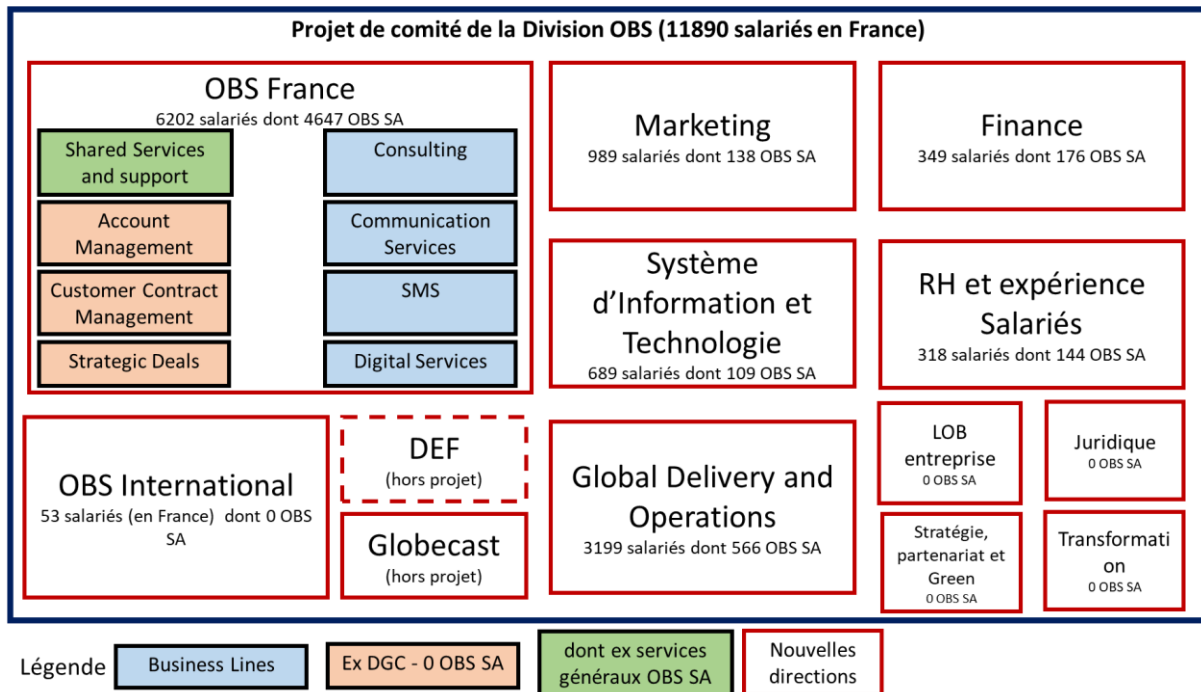 Projet de comité de la Division OBS (11890 salariés en France)
OBS France
6202 salariés dont 4647 OBS SA
Shared Services
and support
Consulting
Account
Management
Communication
Services
Customer Contract
Management
SMS
Strategic Deals
Digital Services
Marketing
989 salariés dont 138 OBS SA
Finance
349 salariés dont 176 OBS SA
Système
d'Information et
Technologie
689 salariés dont 109 OBS SA
RH et expérience
Salariés
318 salariés dont 144 OBS SA
OBS International
53 salariés (en France) dont 0 OBS
SA
DEF
(hors projet)
Globecast
(hors projet)
Global Delivery and
Operations
3199 salariés dont 566 OBS SA
LOB
entreprise
0 OBS SA
Juridique
0 OBS SA
Stratégie,
partenariat et
Green
0 OBS SA
Transformati
on
0 OBS SA
Légende
Business Lines
Ex DGC - 0 OBS SA
dont ex services
généraux OBS SA
Nouvelles
directions